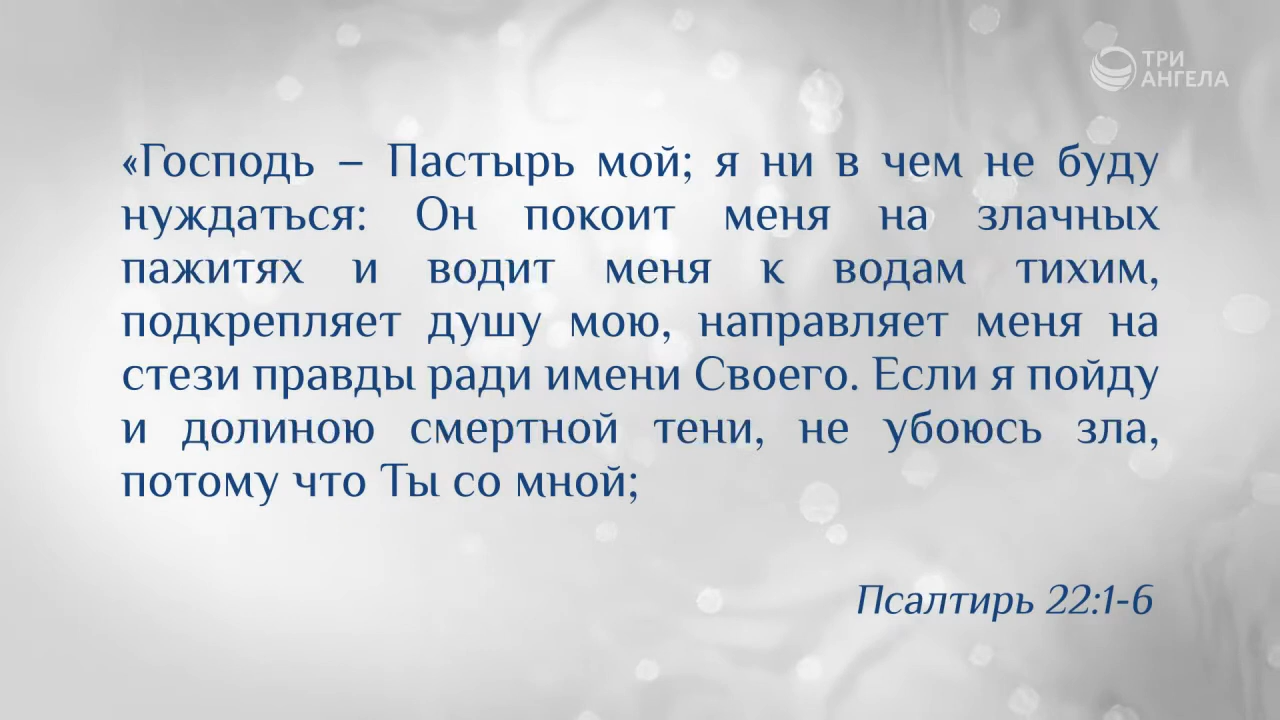 ТРИ
АНГЕЛА
«Господь – Пастырь мой; я ни в чем не буду
нуждаться: Он покоит меня на злачных
пажитях и водит меня к водам тихим,
подкрепляет душу мою, направляет меня на
стези правды ради имени Своего. Если я пойду
и долиною смертной тени, не убоюсь зла,
потому что Ты со мной;
Псалтирь 22:1-6